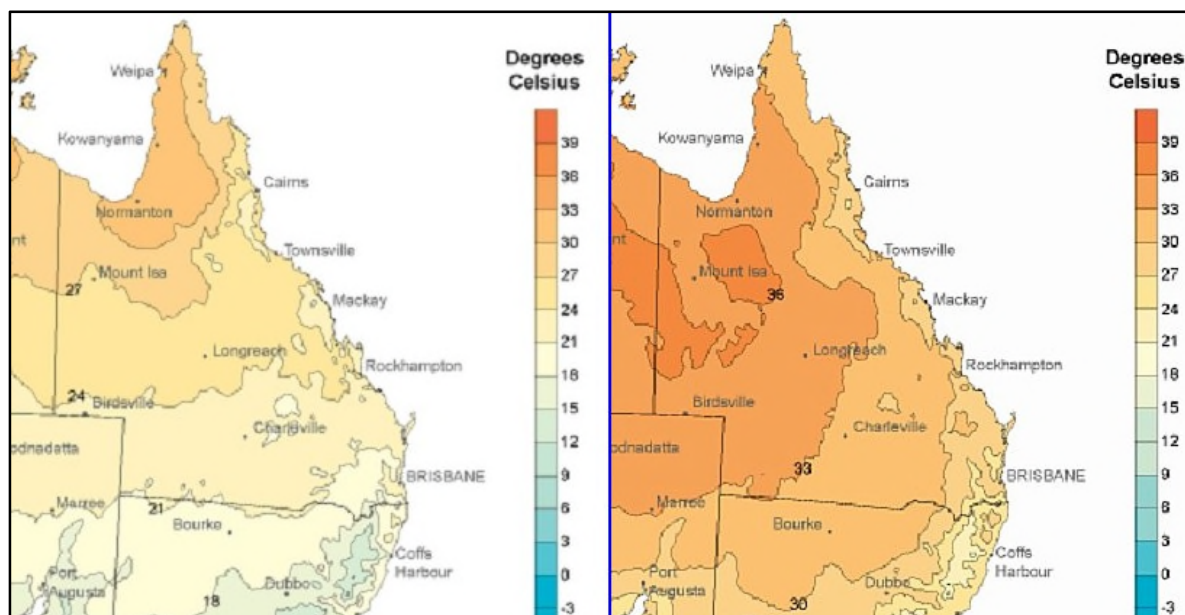 Degrees
Celsius
Weipa
39
Kowanyama
36
33
Cairns
30
Normanton
27
Townsville
24
Mount Isa
27
21
Mackay
18
Longreach
15
Rockhampton
12
24
Birdsville
9
Charleville
6
BRISBANE
3
Marree
21
Bourke
0
Coffs
Harbour
-3
Port
Augusta
Dubbo
18
odnadatta
nt
Degrees
Celsius
Weipa
39
Kowanyama
36
33
Cairns
30
Normanton
27
nt
Townsville
24
Mount Isa
36
21
Mackay
18
Longreach
15
Rockhampton
12
Birdsville
9
Charleville
6
odnadatta
33
BRISBANE
3
Marree
Bourke
0
Coffs
Harbour
-3
Port
Augusta
Dubbo
30